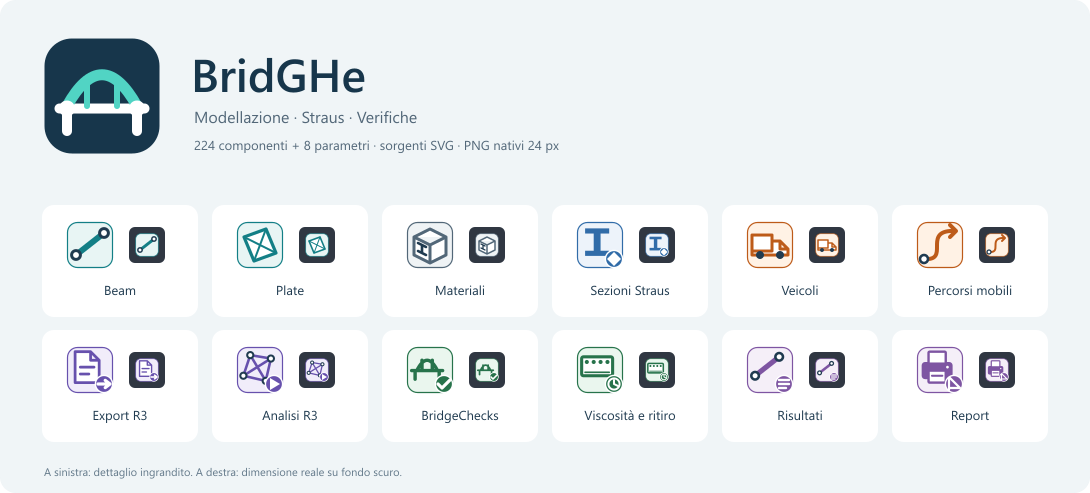 BridGHe
Modellazione · Straus · Verifiche
224 componenti + 8 parametri · sorgenti SVG · PNG nativi 24 px
Beam
Plate
Materiali
Sezioni Straus
Veicoli
Percorsi mobili
Export R3
Analisi R3
BridgeChecks
Viscosità e ritiro
Risultati
Report
A sinistra: dettaglio ingrandito. A destra: dimensione reale su fondo scuro.